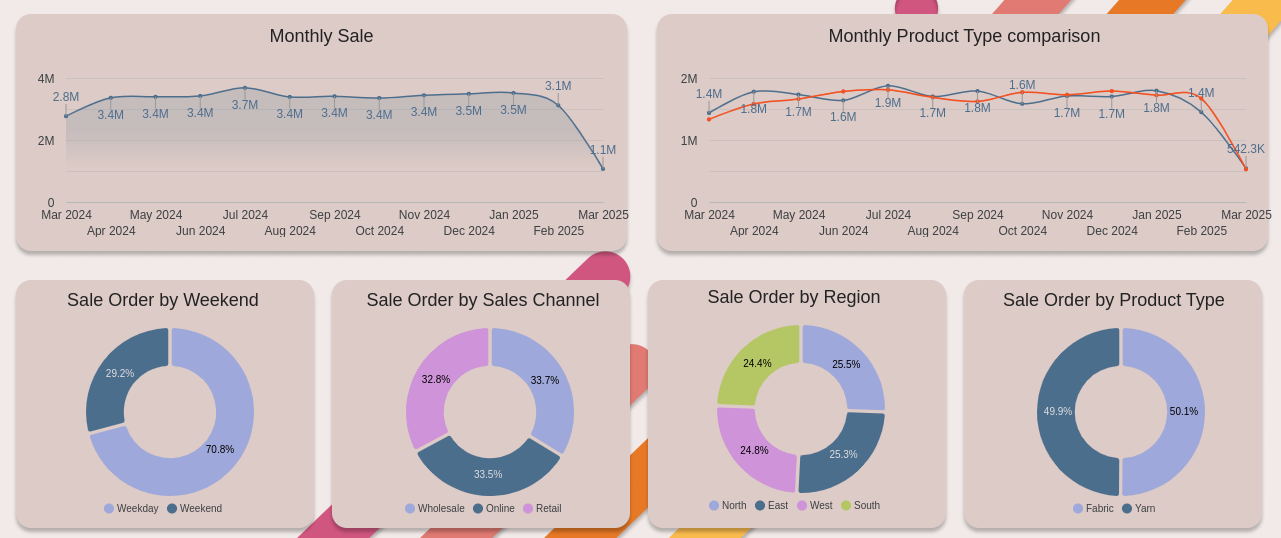 Monthly Sale
4M
2M
0
2.8M
3.4M
3.4M
3.4M
3.7M
3.4M
3.4M
3.4M
3.4M
3.5M
3.5M
3.1M
1.1M
Mar 2024 May 2024 Jul 2024 Sep 2024 Nov 2024 Jan 2025 Mar 2025
Apr 2024 Jun 2024 Aug 2024 Oct 2024 Dec 2024 Feb 2025
Monthly Product Type comparison
2M
1M
0
1.4M
1.8M
1.7M
1.6M
1.9M
1.7M
1.8M
1.6M
1.7M
1.7M
1.8M
1.4M
542.3K
Mar 2024 May 2024 Jul 2024 Sep 2024 Nov 2024 Jan 2025 Mar 2025
Apr 2024 Jun 2024 Aug 2024 Oct 2024 Dec 2024 Feb 2025
Sale Order by Weekend
29.2%
70.8%
Weekday Weekend
Sale Order by Sales Channel
32.8%
33.7%
33.5%
Wholesale Online Retail
Sale Order by Region
24.4%
25.5%
24.8%
25.3%
North East West South
Sale Order by Product Type
49.9%
50.1%
Fabric Yarn